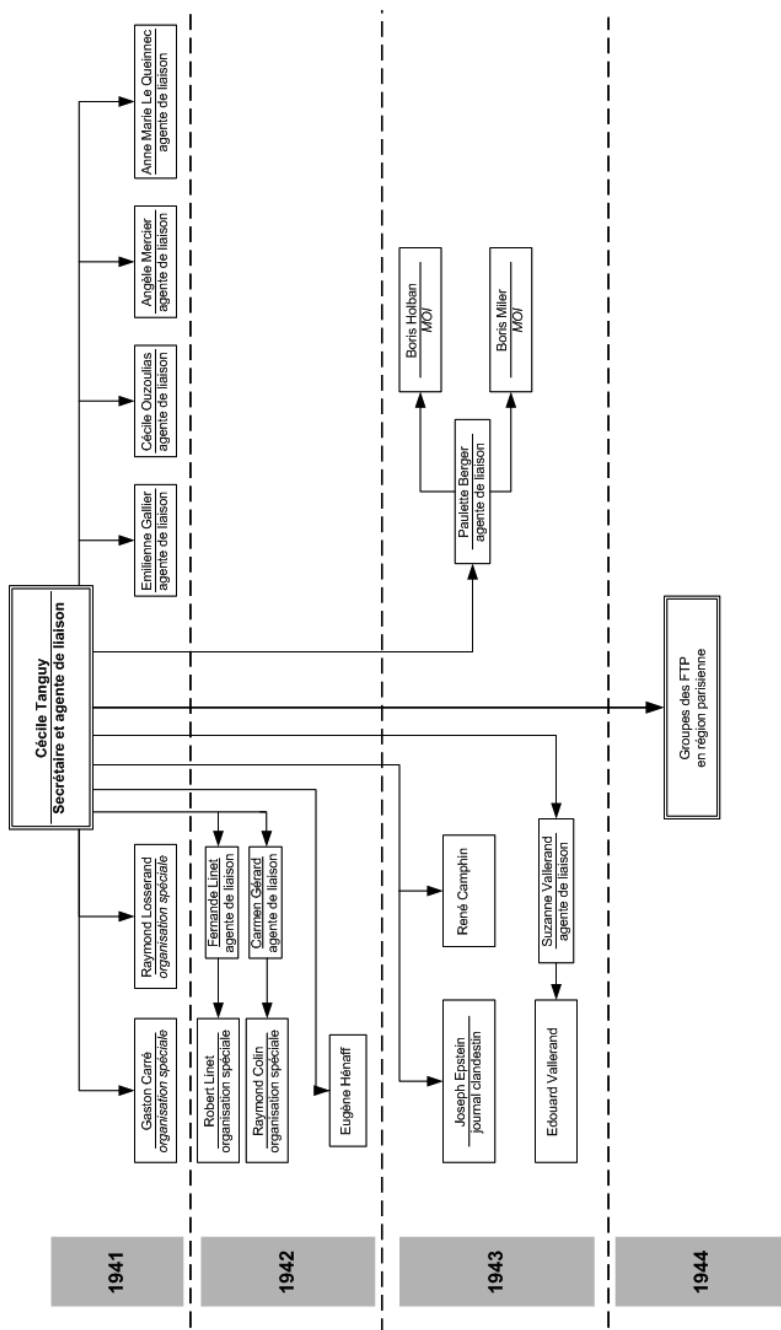 Cécile Tanguy
Secrétaire et agente de liaison
1941
Gaston Carré
organisation spéciale
Raymond Losserand
organisation spéciale
Emilienne Gallier
agente de liaison
Cécile Ouzoulias
agente de liaison
Angèle Mercier
agente de liaison
Anne Marie Le Queinnec
agente de liaison
1942
Robert Linet
organisation spéciale
Fernande Linet
agente de liaison
Raymond Colin
organisation spéciale
Carmen Gérard
agente de liaison
Eugène Hénaff
1943
Joseph Epstein
journal clandestin
René Camphin
Paulette Berger
agente de liaison
Boris Holban
MOI
Boris Miler
MOI
Edouard Vallerand
Suzanne Vallerand
agente de liaison
1944
Groupes des FTP
en région parisienne